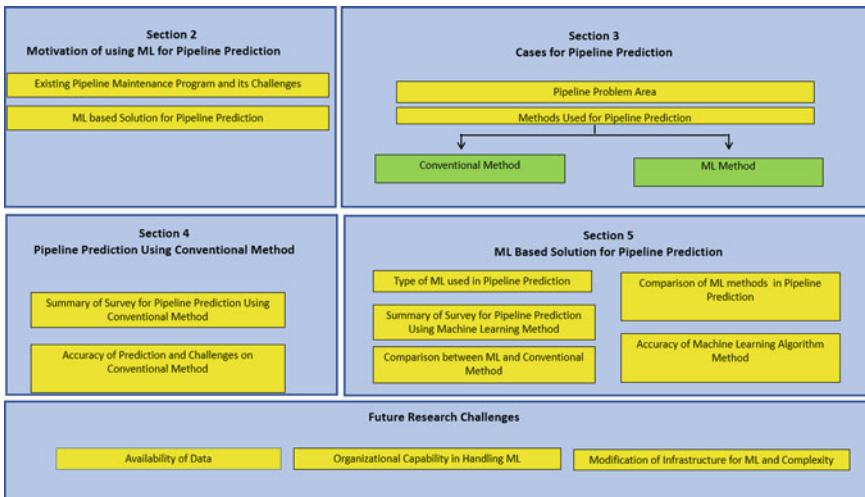 Section 2
Motivation of using ML for Pipeline Prediction
Existing Pipeline Maintenance Program and its Challenges
ML based Solution for Pipeline Prediction
Section 3
Cases for Pipeline Prediction
Pipeline Problem Area
Methods Used for Pipeline Prediction
Conventional Method
ML Method
Section 4
Pipeline Prediction Using Conventional Method
Summary of Survey for Pipeline Prediction Using
Conventional Method
Accuracy of Prediction and Challenges on
Conventional Method
Section 5
ML Based Solution for Pipeline Prediction
Type of ML used in Pipeline Prediction
Summary of Survey for Pipeline Prediction
Using Machine Learning Method
Comparison between ML and Conventional
Method
Comparison of ML methods in Pipeline
Prediction
Accuracy of Machine Learning Algorithm
Method
Future Research Challenges
Availability of Data
Organizational Capability in Handling ML
Modification of Infrastructure for ML and Complexity